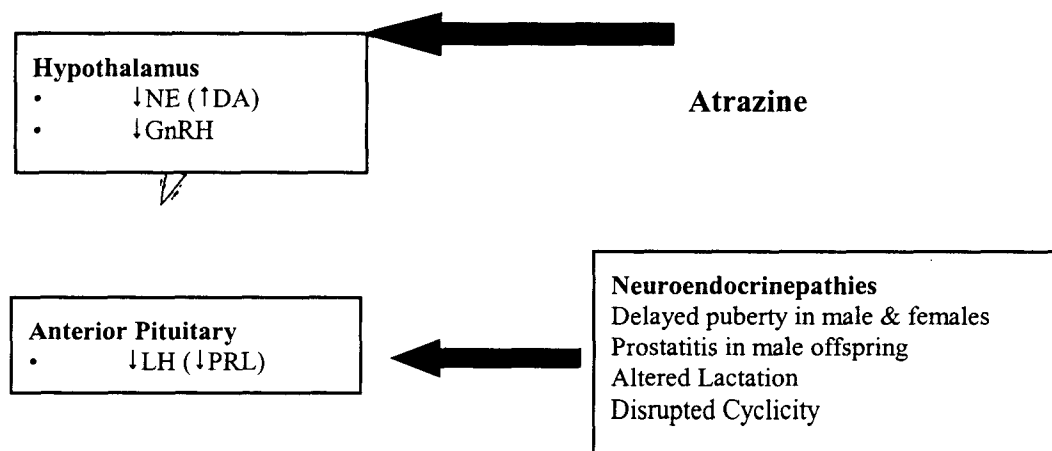 Hypothalamus
• ↓NE (↑DA)
• ↓GnRH
Atrazine
Anterior Pituitary
• ↓LH (↓PRL)
Neuroendocrinepathies
Delayed puberty in male & females
Prostatitis in male offspring
Altered Lactation
Disrupted Cyclicity